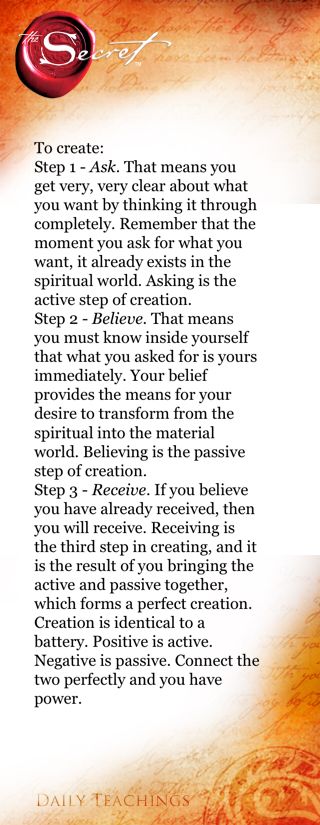 the Secret™
To create:
Step 1 - Ask. That means you
get very, very clear about what
you want by thinking it through
completely. Remember that the
moment you ask for what you
want, it already exists in the
spiritual world. Asking is the
active step of creation.
Step 2 - Believe. That means
you must know inside yourself
that what you asked for is yours
immediately. Your belief
provides the means for your
desire to transform from the
spiritual into the material
world. Believing is the passive
step of creation.
Step 3 - Receive. If you believe
you have already received, then
you will receive. Receiving is
the third step in creating, and it
is the result of you bringing the
active and passive together,
which forms a perfect creation.
Creation is identical to a
battery. Positive is active.
Negative is passive. Connect the
two perfectly and you have
power.
DAILY TEACHINGS